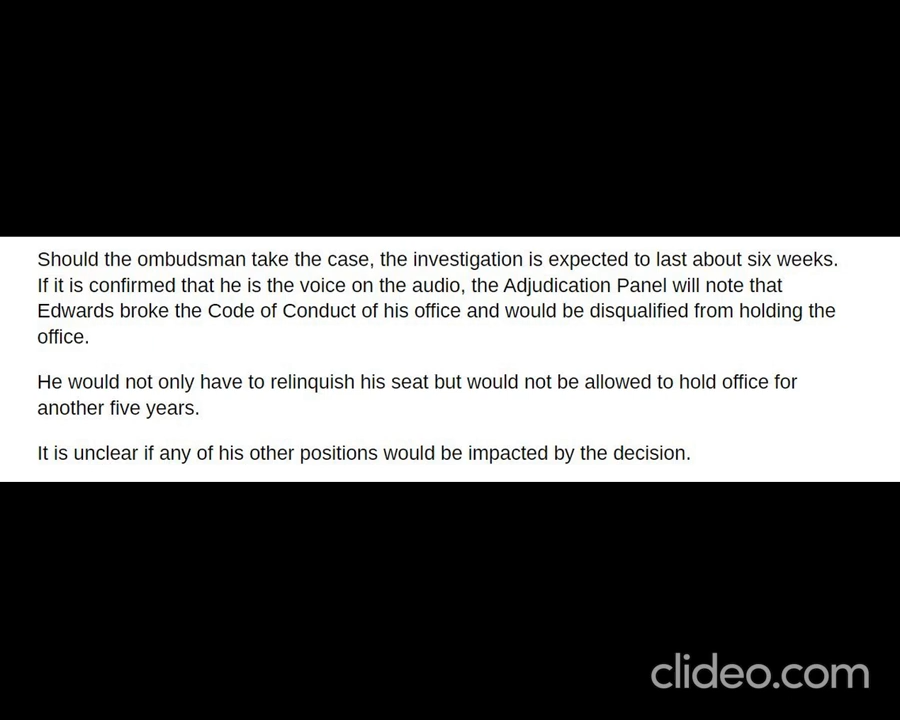 Should the ombudsman take the case, the investigation is expected to last about six weeks.
If it is confirmed that he is the voice on the audio, the Adjudication Panel will note that
Edwards broke the Code of Conduct of his office and would be disqualified from holding the
office.
He would not only have to relinquish his seat but would not be allowed to hold office for
another five years.
It is unclear if any of his other positions would be impacted by the decision.
clideo.com